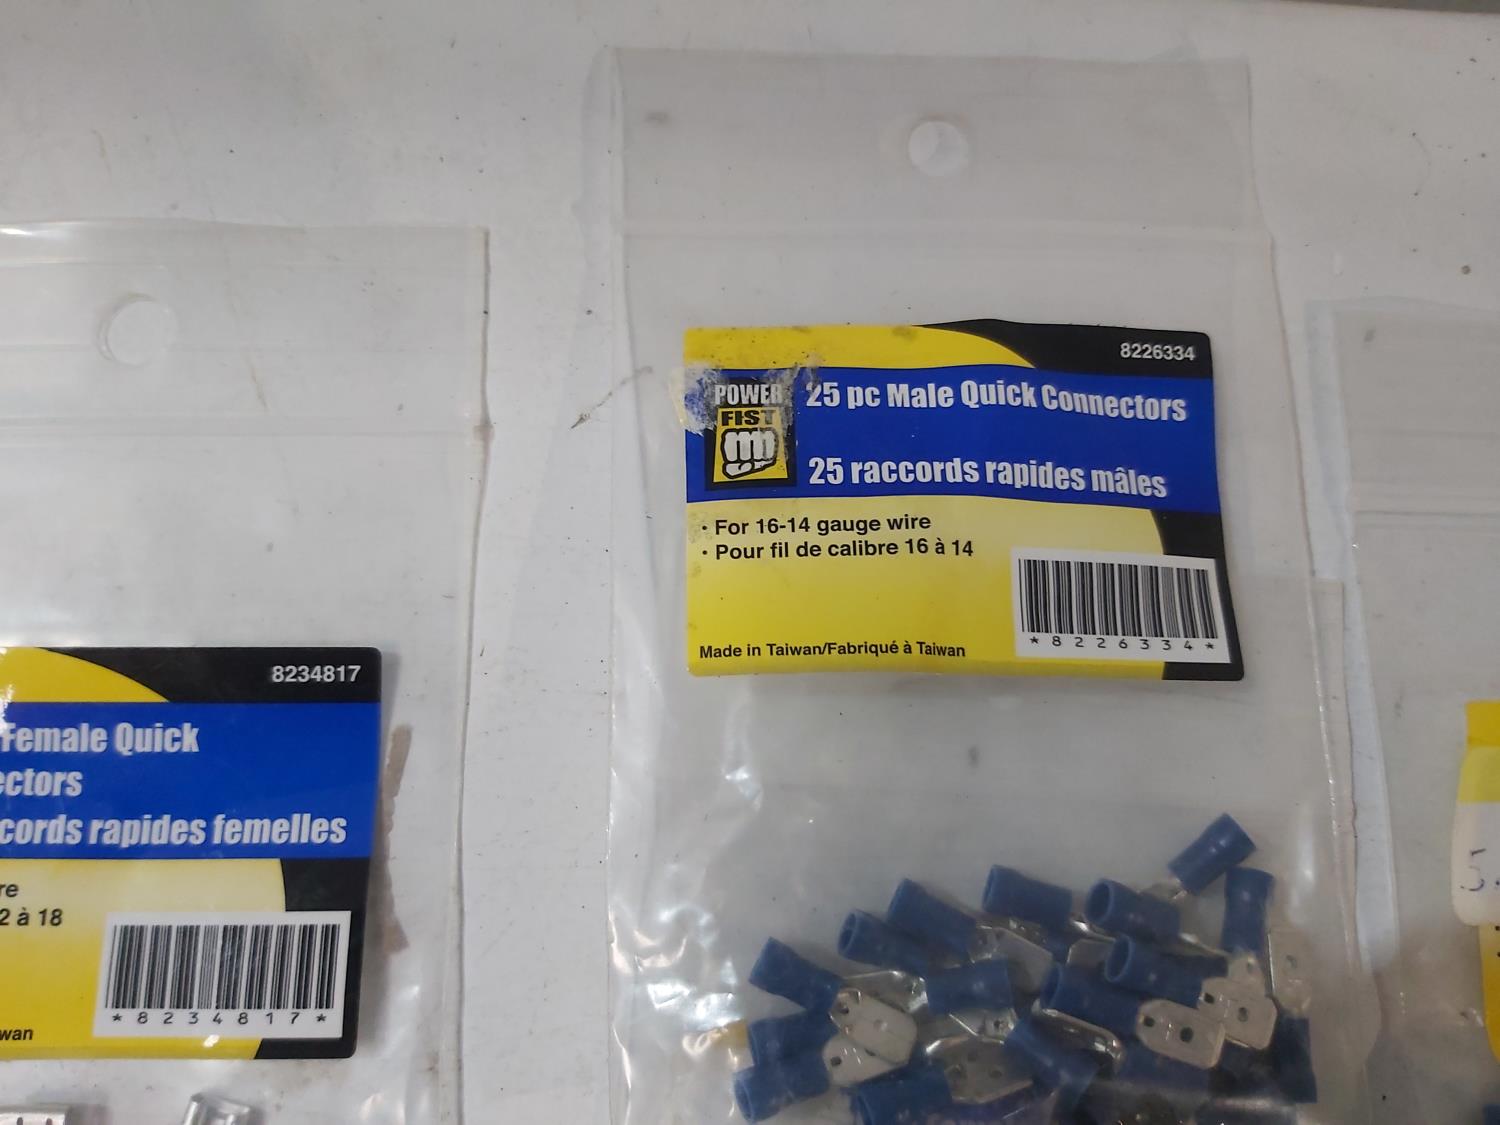 8226334
POWER
FIST
25 pc Male Quick Connectors
25 raccords rapides mâles
· For 16-14 gauge wire
· Pour fil de calibre 16 à 14
Made in Taiwan/Fabriqué à Taiwan
*8226334*
8234817
Female Quick
ectors
cords rapides femelles
re
2 à 18
wan
*8234817*
5.